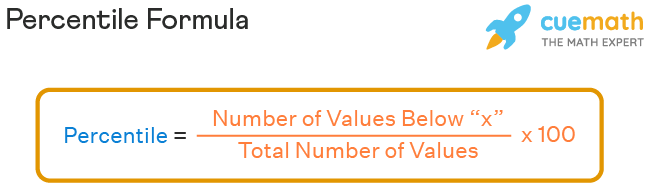 Percentile Formula
cuemath
THE MATH EXPERT
Percentile = Number of Values Below “x” / Total Number of Values x 100